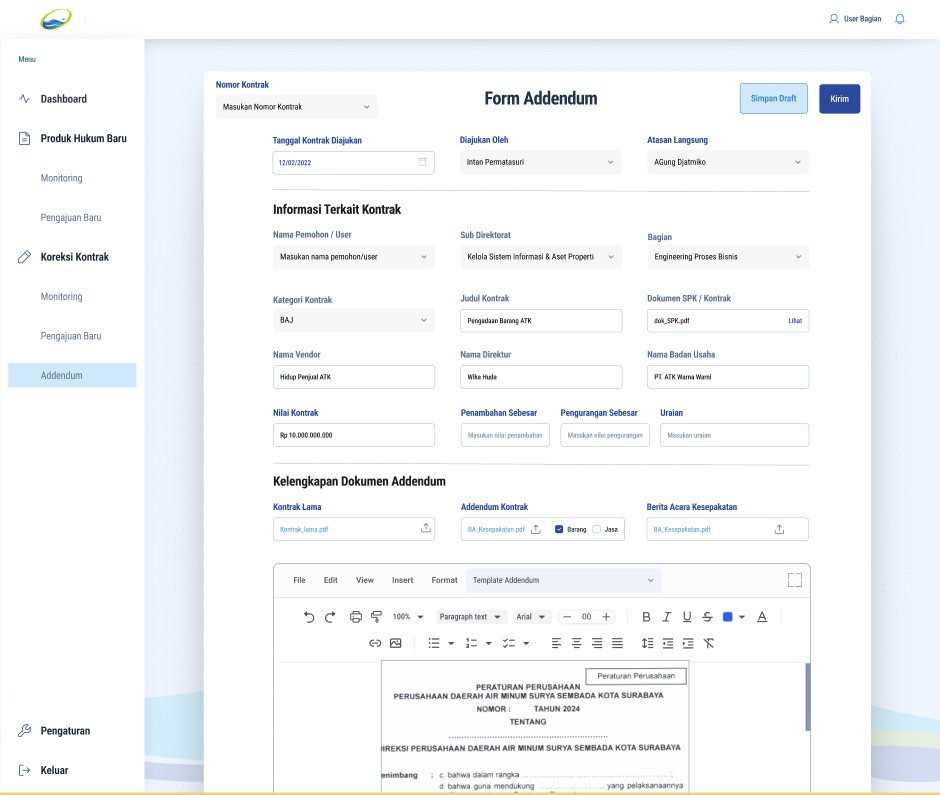 User Bagian
Menu
Dashboard
Produk Hukum Baru
Monitoring
Pengajuan Baru
Koreksi Kontrak
Monitoring
Pengajuan Baru
Addendum
Pengaturan
Keluar
Nomor Kontrak
Masukan Nomor Kontrak
Form Addendum
Simpan Draft
Kirim
Tanggal Kontrak Diajukan
Diajukan Oleh
Atasan Langsung
12/02/2022
Intan Permatasuri
AGung Djatmiko
Informasi Terkait Kontrak
Nama Pemohon / User
Sub Direktorat
Bagian
Masukan nama pemohon/user
Kelola Sistem Informasi & Aset Properti
Engineering Proses Bisnis
Kategori Kontrak
Judul Kontrak
Dokumen SPK / Kontrak
BAJ
Pengadaan Barang ATK
dok_SPK.pdf
Lihat
Nama Vendor
Nama Direktur
Nama Badan Usaha
Hidup Penjual ATK
Wika Huda
PT. ATK Warna Warni
Nilai Kontrak
Penambahan Sebesar
Pengurangan Sebesar
Uraian
Rp 10.000.000.000
Masukan nilai penambahan
Masukan nilai pengurangan
Masukan uraian
Kelengkapan Dokumen Addendum
Kontrak Lama
Addendum Kontrak
Berita Acara Kesepakatan
Kontrak_lama.pdf
BA_Kesepakatan.pdf
Barang
Jasa
BA_Kesepakatan.pdf
File Edit View Insert Format
Template Addendum
100%
Paragraph text
Arial
00
B I U S A
Peraturan Perusahaan
PERATURAN PERUSAHAAN
PERUSAHAAN DAERAH AIR MINUM SURYA SEMBADA KOTA SURABAYA
NOMOR : TAHUN 2024
TENTANG
..........................................................
IREKSI PERUSAHAAN DAERAH AIR MINUM SURYA SEMBADA KOTA SURABAYA
enimbang : c. bahwa dalam rangka ..................................................... ;
d. bahwa guna mendukung ....................... yang pelaksanaannya